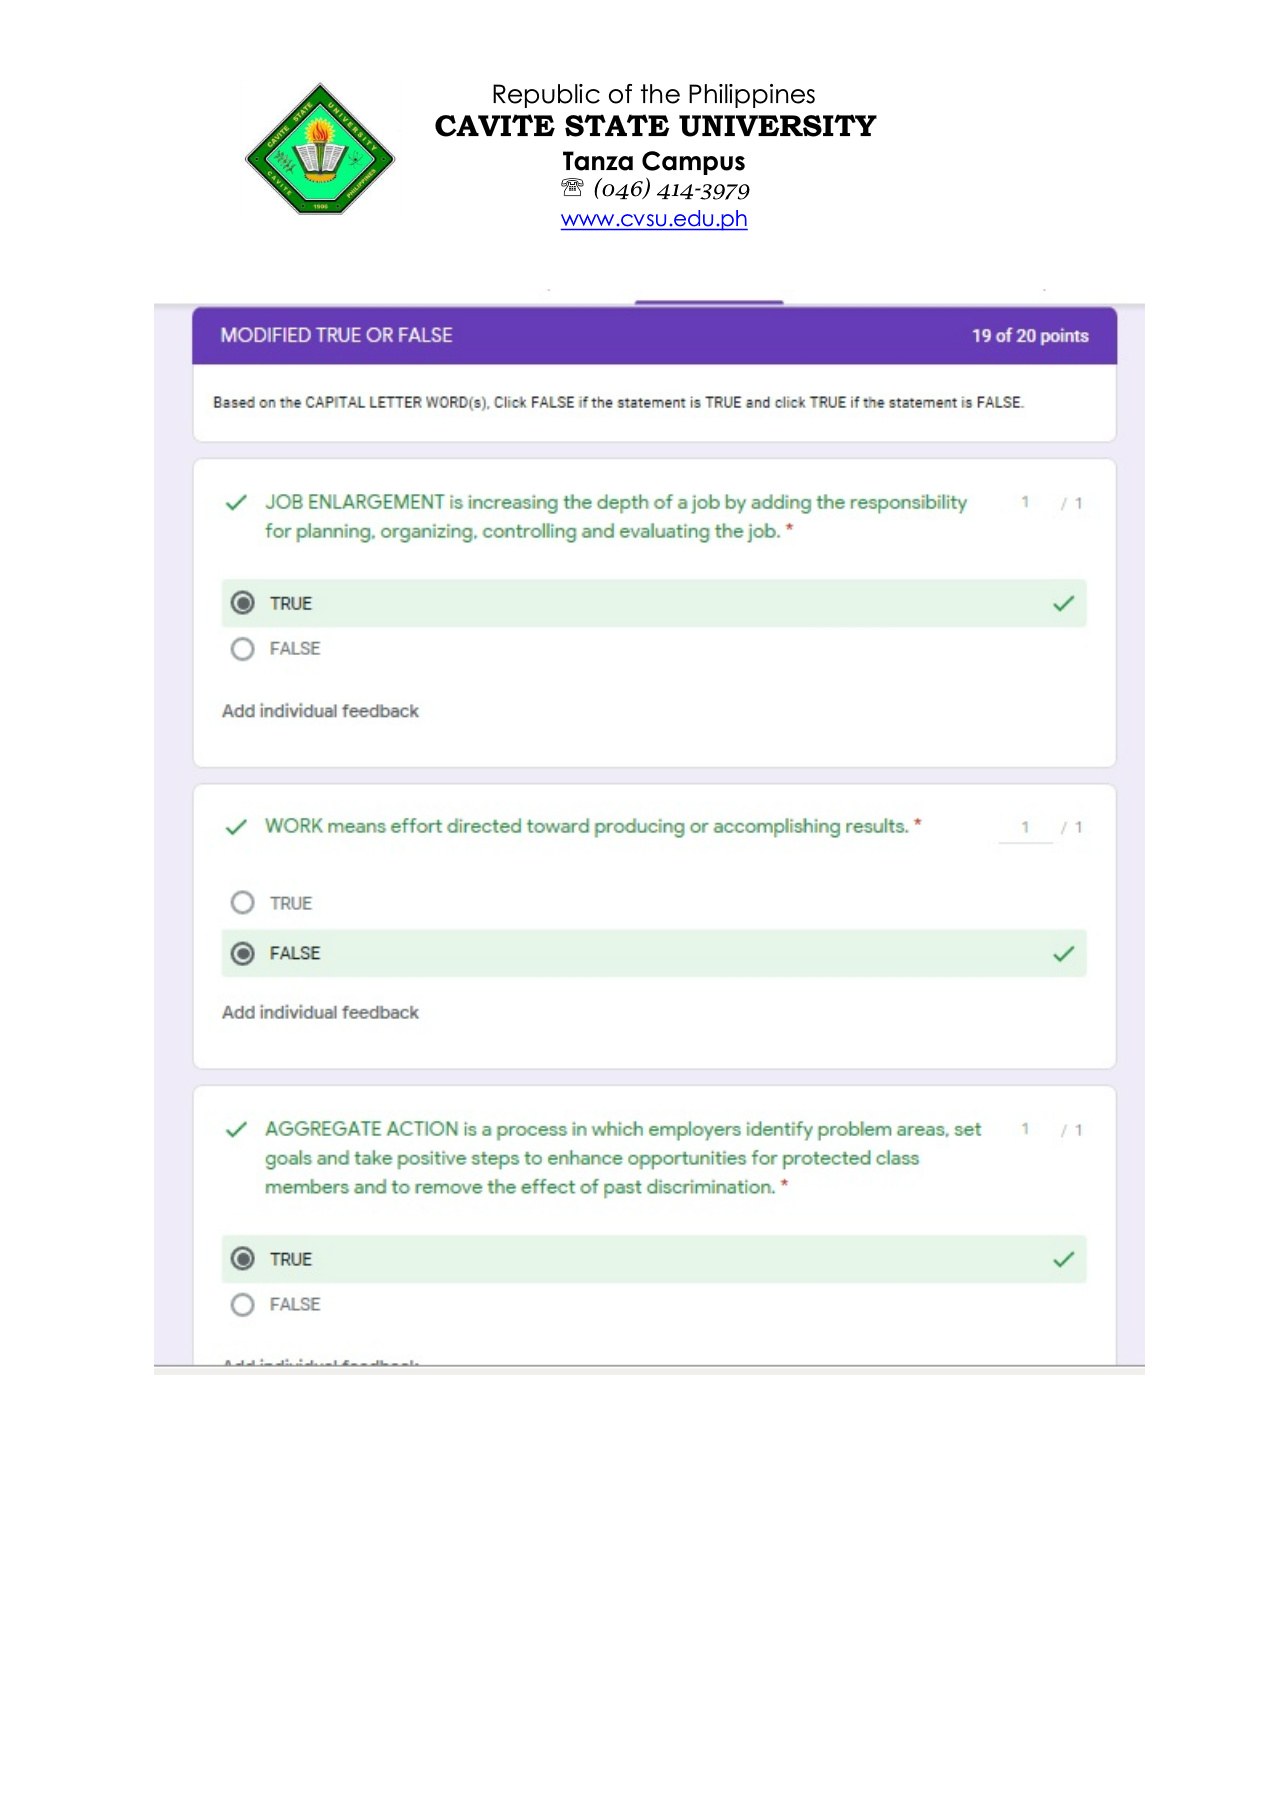 Republic of the Philippines
CAVITE STATE UNIVERSITY
Tanza Campus
☏ (046) 414-3979
www.cvsu.edu.ph
CAVITE STATE UNIVERSITY
CAVITE PHILIPPINES
1906
MODIFIED TRUE OR FALSE 19 of 20 points
Based on the CAPITAL LETTER WORD(s), Click FALSE if the statement is TRUE and click TRUE if the statement is FALSE.
JOB ENLARGEMENT is increasing the depth of a job by adding the responsibility 1 / 1
for planning, organizing, controlling and evaluating the job. *
TRUE
FALSE
Add individual feedback
WORK means effort directed toward producing or accomplishing results. * 1 / 1
TRUE
FALSE
Add individual feedback
AGGREGATE ACTION is a process in which employers identify problem areas, set 1 / 1
goals and take positive steps to enhance opportunities for protected class
members and to remove the effect of past discrimination. *
TRUE
FALSE
Add individual feedback